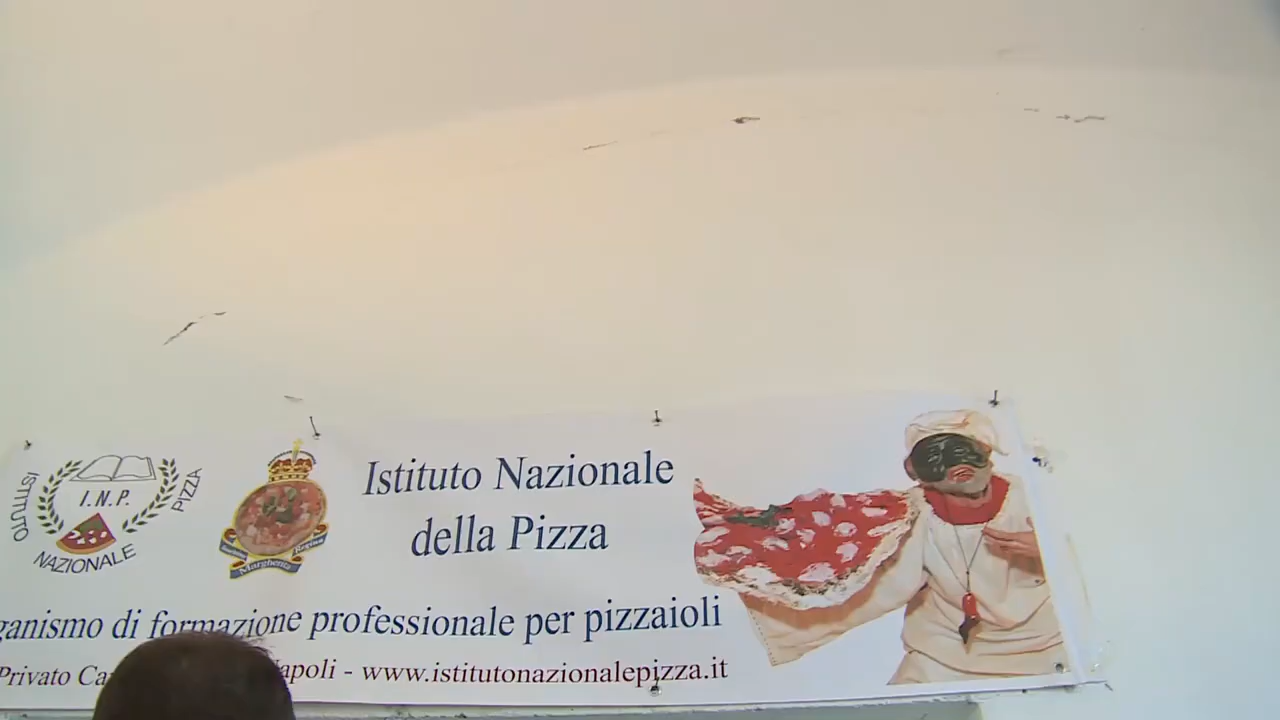 ISTITUTO
NAZIONALE
PIZZA
I.N.P.
Margherita
Regina
Istituto Nazionale
della Pizza
ganismo di formazione professionale per pizzaioli
Privato Ca
apoli - www.istitutonazionalepizza.it